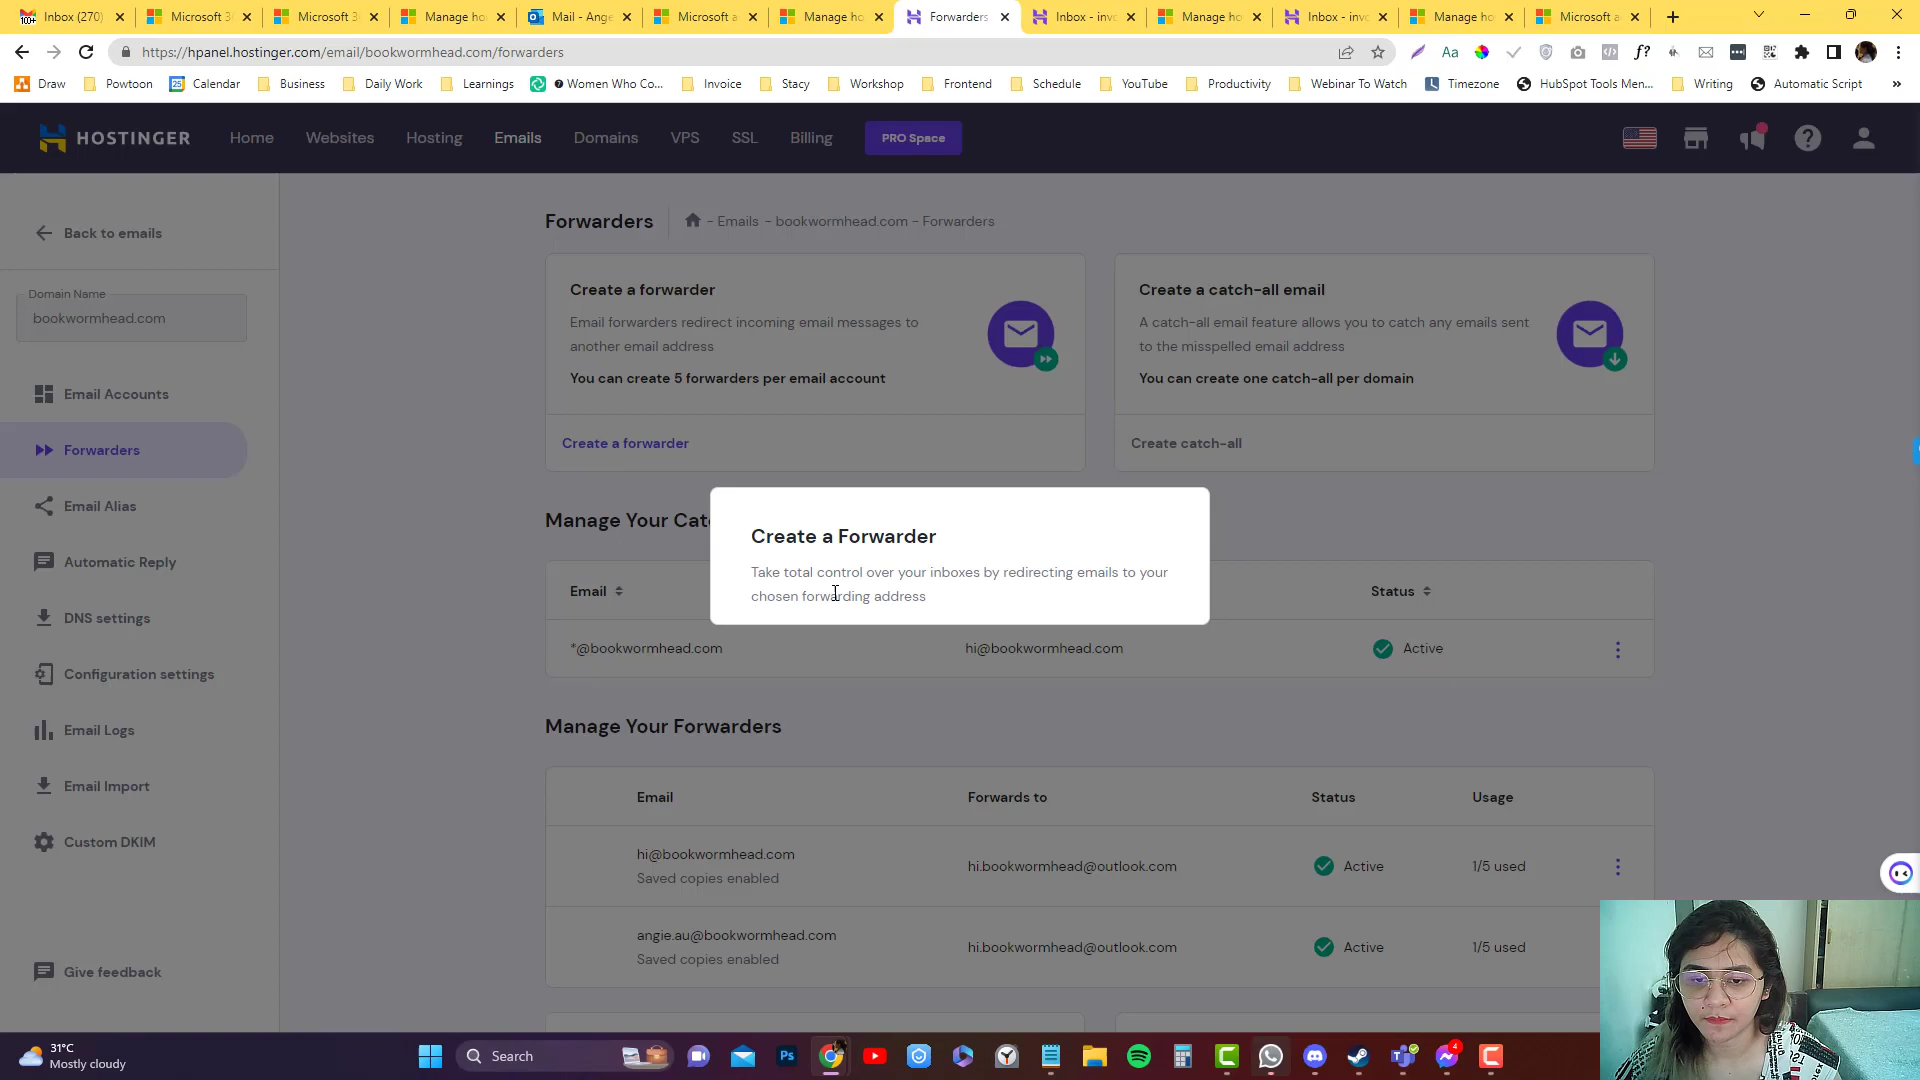 100+ Inbox (270)
Microsoft 3
Microsoft 3
Manage ho
Mail - Ange
Microsoft a
Manage ho
Forwarders
Inbox - invo
Manage ho
Inbox - invo
Manage ho
Microsoft a
https://hpanel.hostinger.com/email/bookwormhead.com/forwarders
Draw
Powtoon
Calendar
Business
Daily Work
Learnings
Women Who Co...
Invoice
Stacy
Workshop
Frontend
Schedule
YouTube
Productivity
Webinar To Watch
Timezone
HubSpot Tools Men...
Writing
Automatic Script
»
HOSTINGER
Home
Websites
Hosting
Emails
Domains
VPS
SSL
Billing
PRO Space
Back to emails
Domain Name
bookwormhead.com
Email Accounts
Forwarders
Email Alias
Automatic Reply
DNS settings
Configuration settings
Email Logs
Email Import
Custom DKIM
Give feedback
Forwarders
- Emails - bookwormhead.com - Forwarders
Create a forwarder
Email forwarders redirect incoming email messages to
another email address
You can create 5 forwarders per email account
Create a forwarder
Create a catch-all email
A catch-all email feature allows you to catch any emails sent
to the misspelled email address
You can create one catch-all per domain
Create catch-all
Manage Your Cat
Create a Forwarder
Take total control over your inboxes by redirecting emails to your
chosen forwarding address
Email
Status
*@bookwormhead.com
hi@bookwormhead.com
Active
Manage Your Forwarders
Email
Forwards to
Status
Usage
hi@bookwormhead.com
Saved copies enabled
hi.bookwormhead@outlook.com
Active
1/5 used
angie.au@bookwormhead.com
Saved copies enabled
hi.bookwormhead@outlook.com
Active
1/5 used
31°C
Mostly cloudy
Search
4